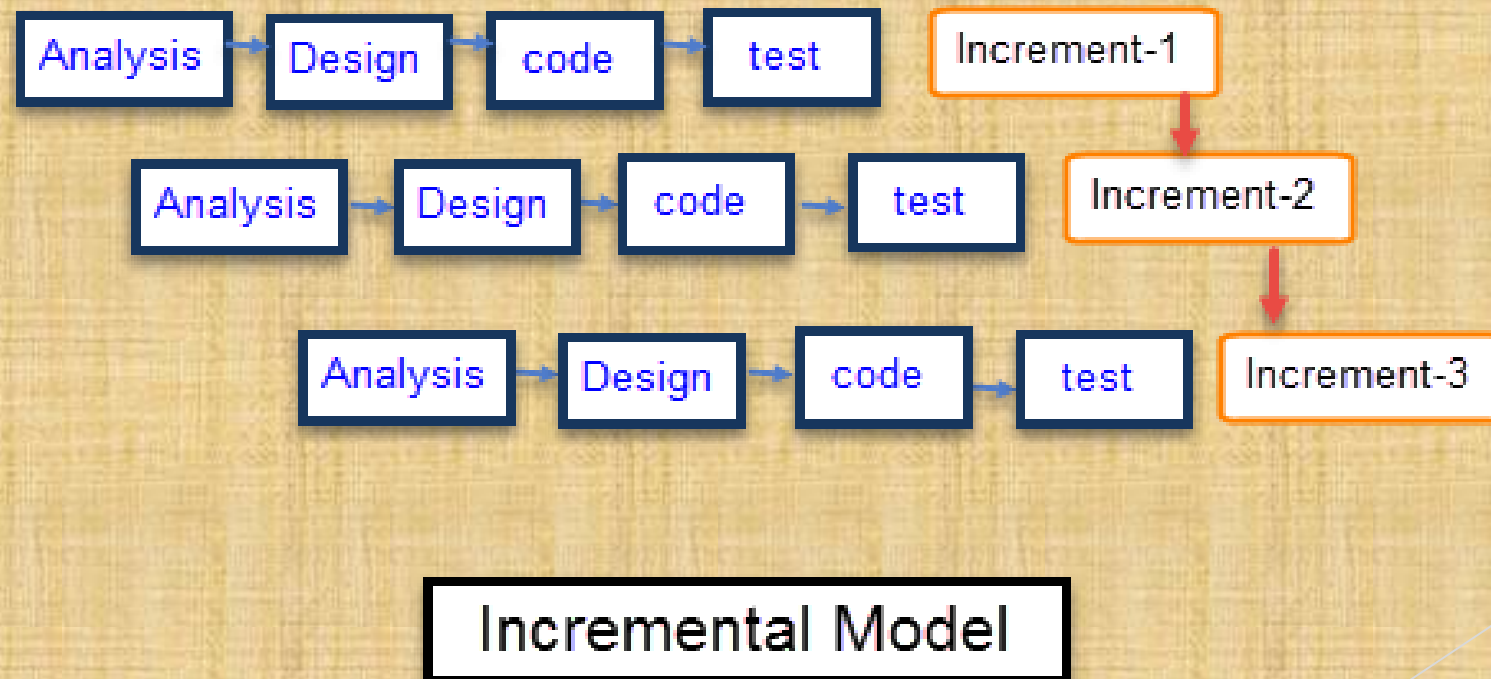 Analysis Design code test Increment-1
Analysis Design code test Increment-2
Analysis Design code test Increment-3
Incremental Model